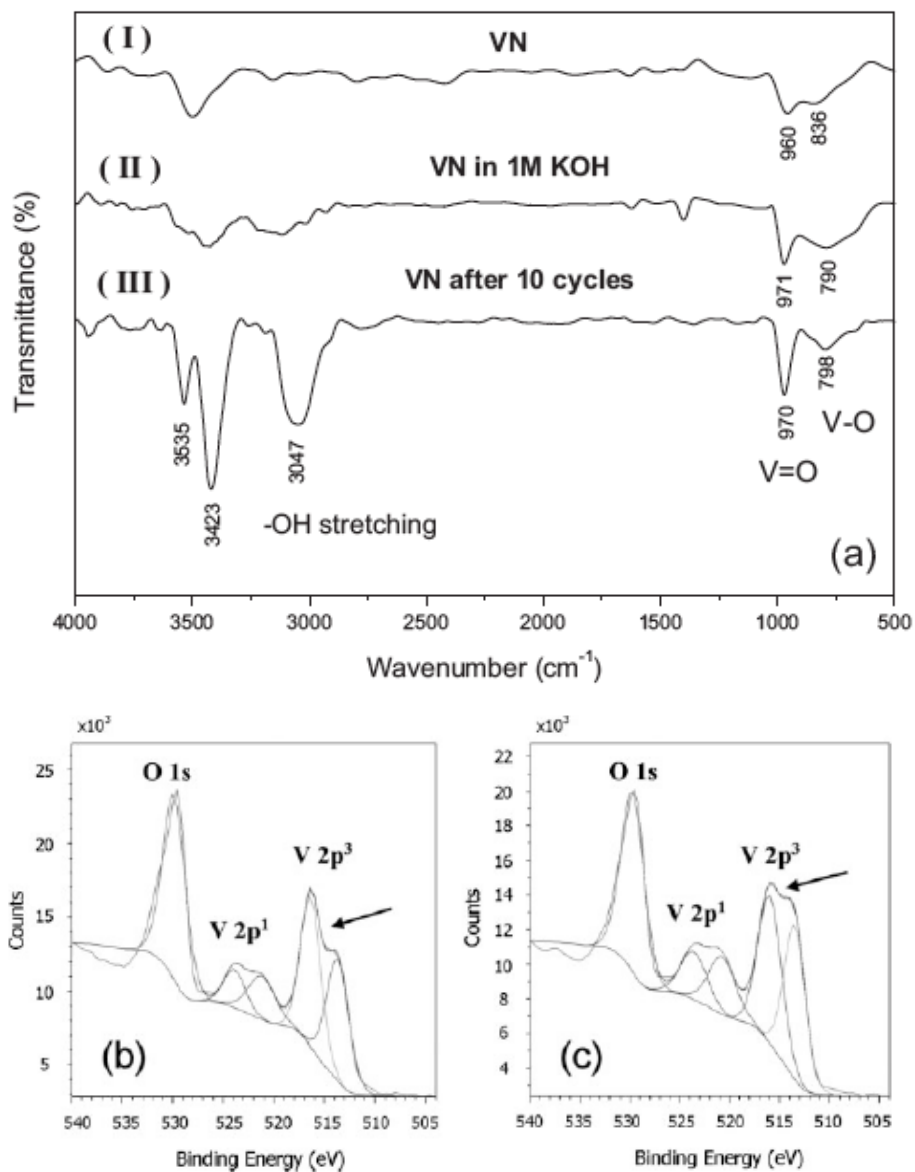 ( I )
VN
960
836
( II )
VN in 1M KOH
971
790
( III )
VN after 10 cycles
3535
3423
3047
-OH stretching
970
798
V-O
V=O
(a)
Transmittance (%)
4000 3500 3000 2500 2000 1500 1000 500
Wavenumber (cm⁻¹)
x10³
25
20
15
10
5
Counts
O 1s
V 2p¹
V 2p³
(b)
540 530 525 520 515 510 505
Binding Energy (eV)
x10³
22
20
18
16
14
12
10
8
6
4
Counts
O 1s
V 2p¹
V 2p³
(c)
540 535 530 525 520 515 510 505
Binding Energy (eV)